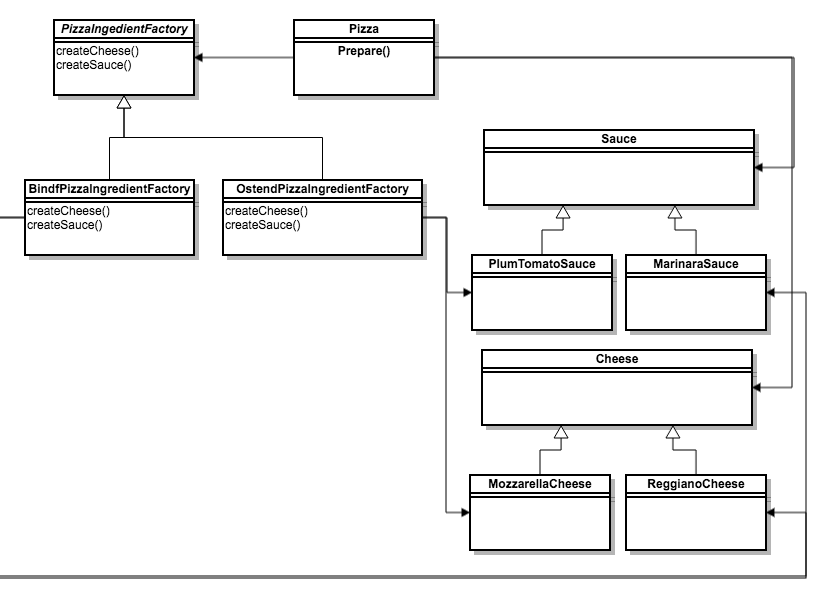 PizzaIngedientFactory
createCheese()
createSauce()
Pizza
Prepare()
Sauce
BindfPizzaIngredientFactory
createCheese()
createSauce()
OstendPizzaIngredientFactory
createCheese()
createSauce()
PlumTomatoSauce
MarinaraSauce
Cheese
MozzarellaCheese
ReggianoCheese